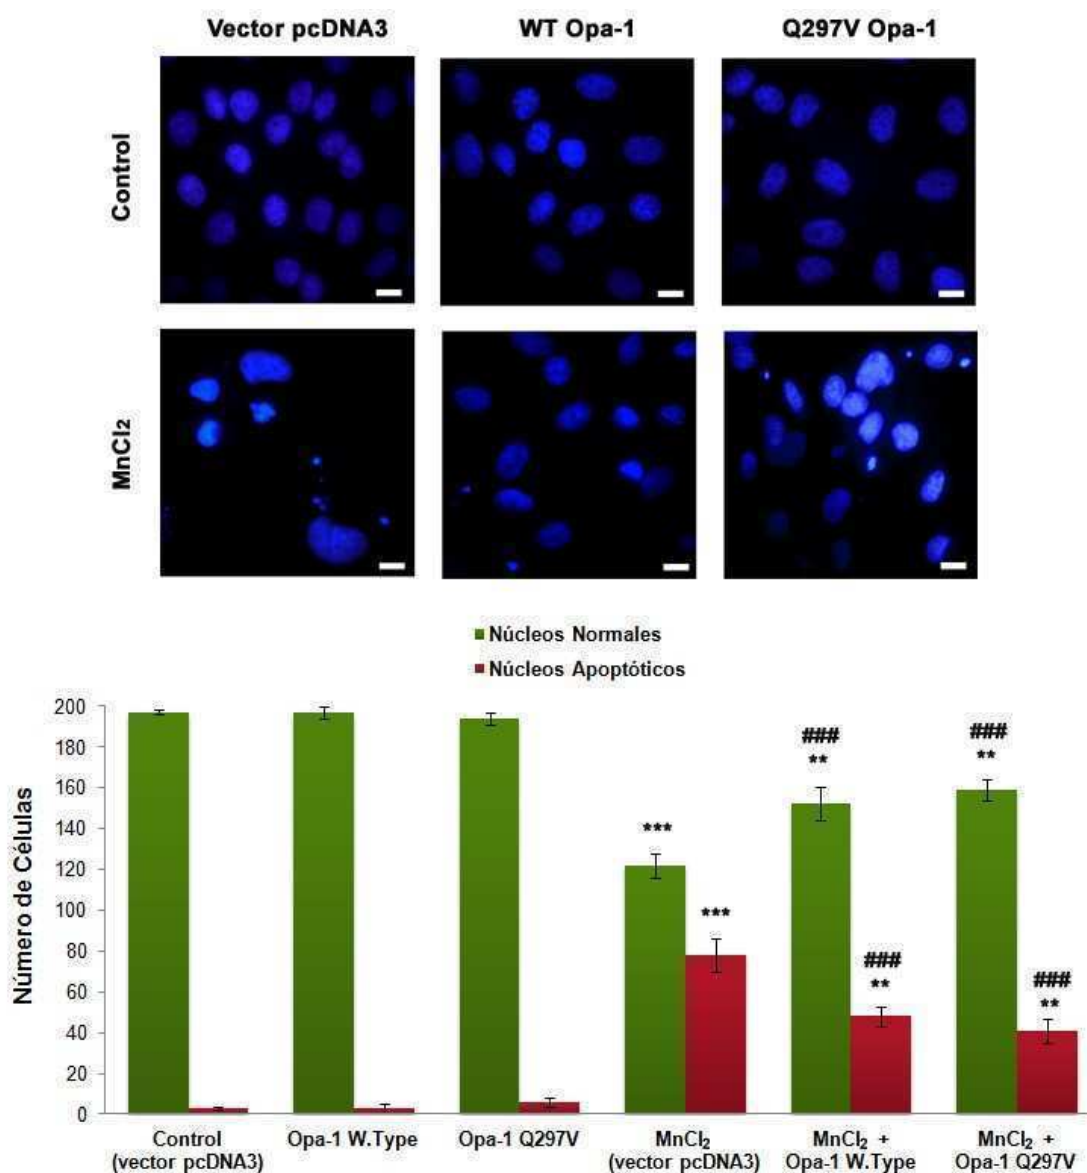 Vector pcDNA3 WT Opa-1 Q297V Opa-1
Control
MnCl₂
Núcleos Normales
Núcleos Apoptóticos
Número de Células
200
180
160
140
120
100
80
60
40
20
0
***
***
###
**
###
**
###
**
###
**
Control
(vector pcDNA3)
Opa-1 W.Type
Opa-1 Q297V
MnCl₂
(vector pcDNA3)
MnCl₂ +
Opa-1 W.Type
MnCl₂ +
Opa-1 Q297V